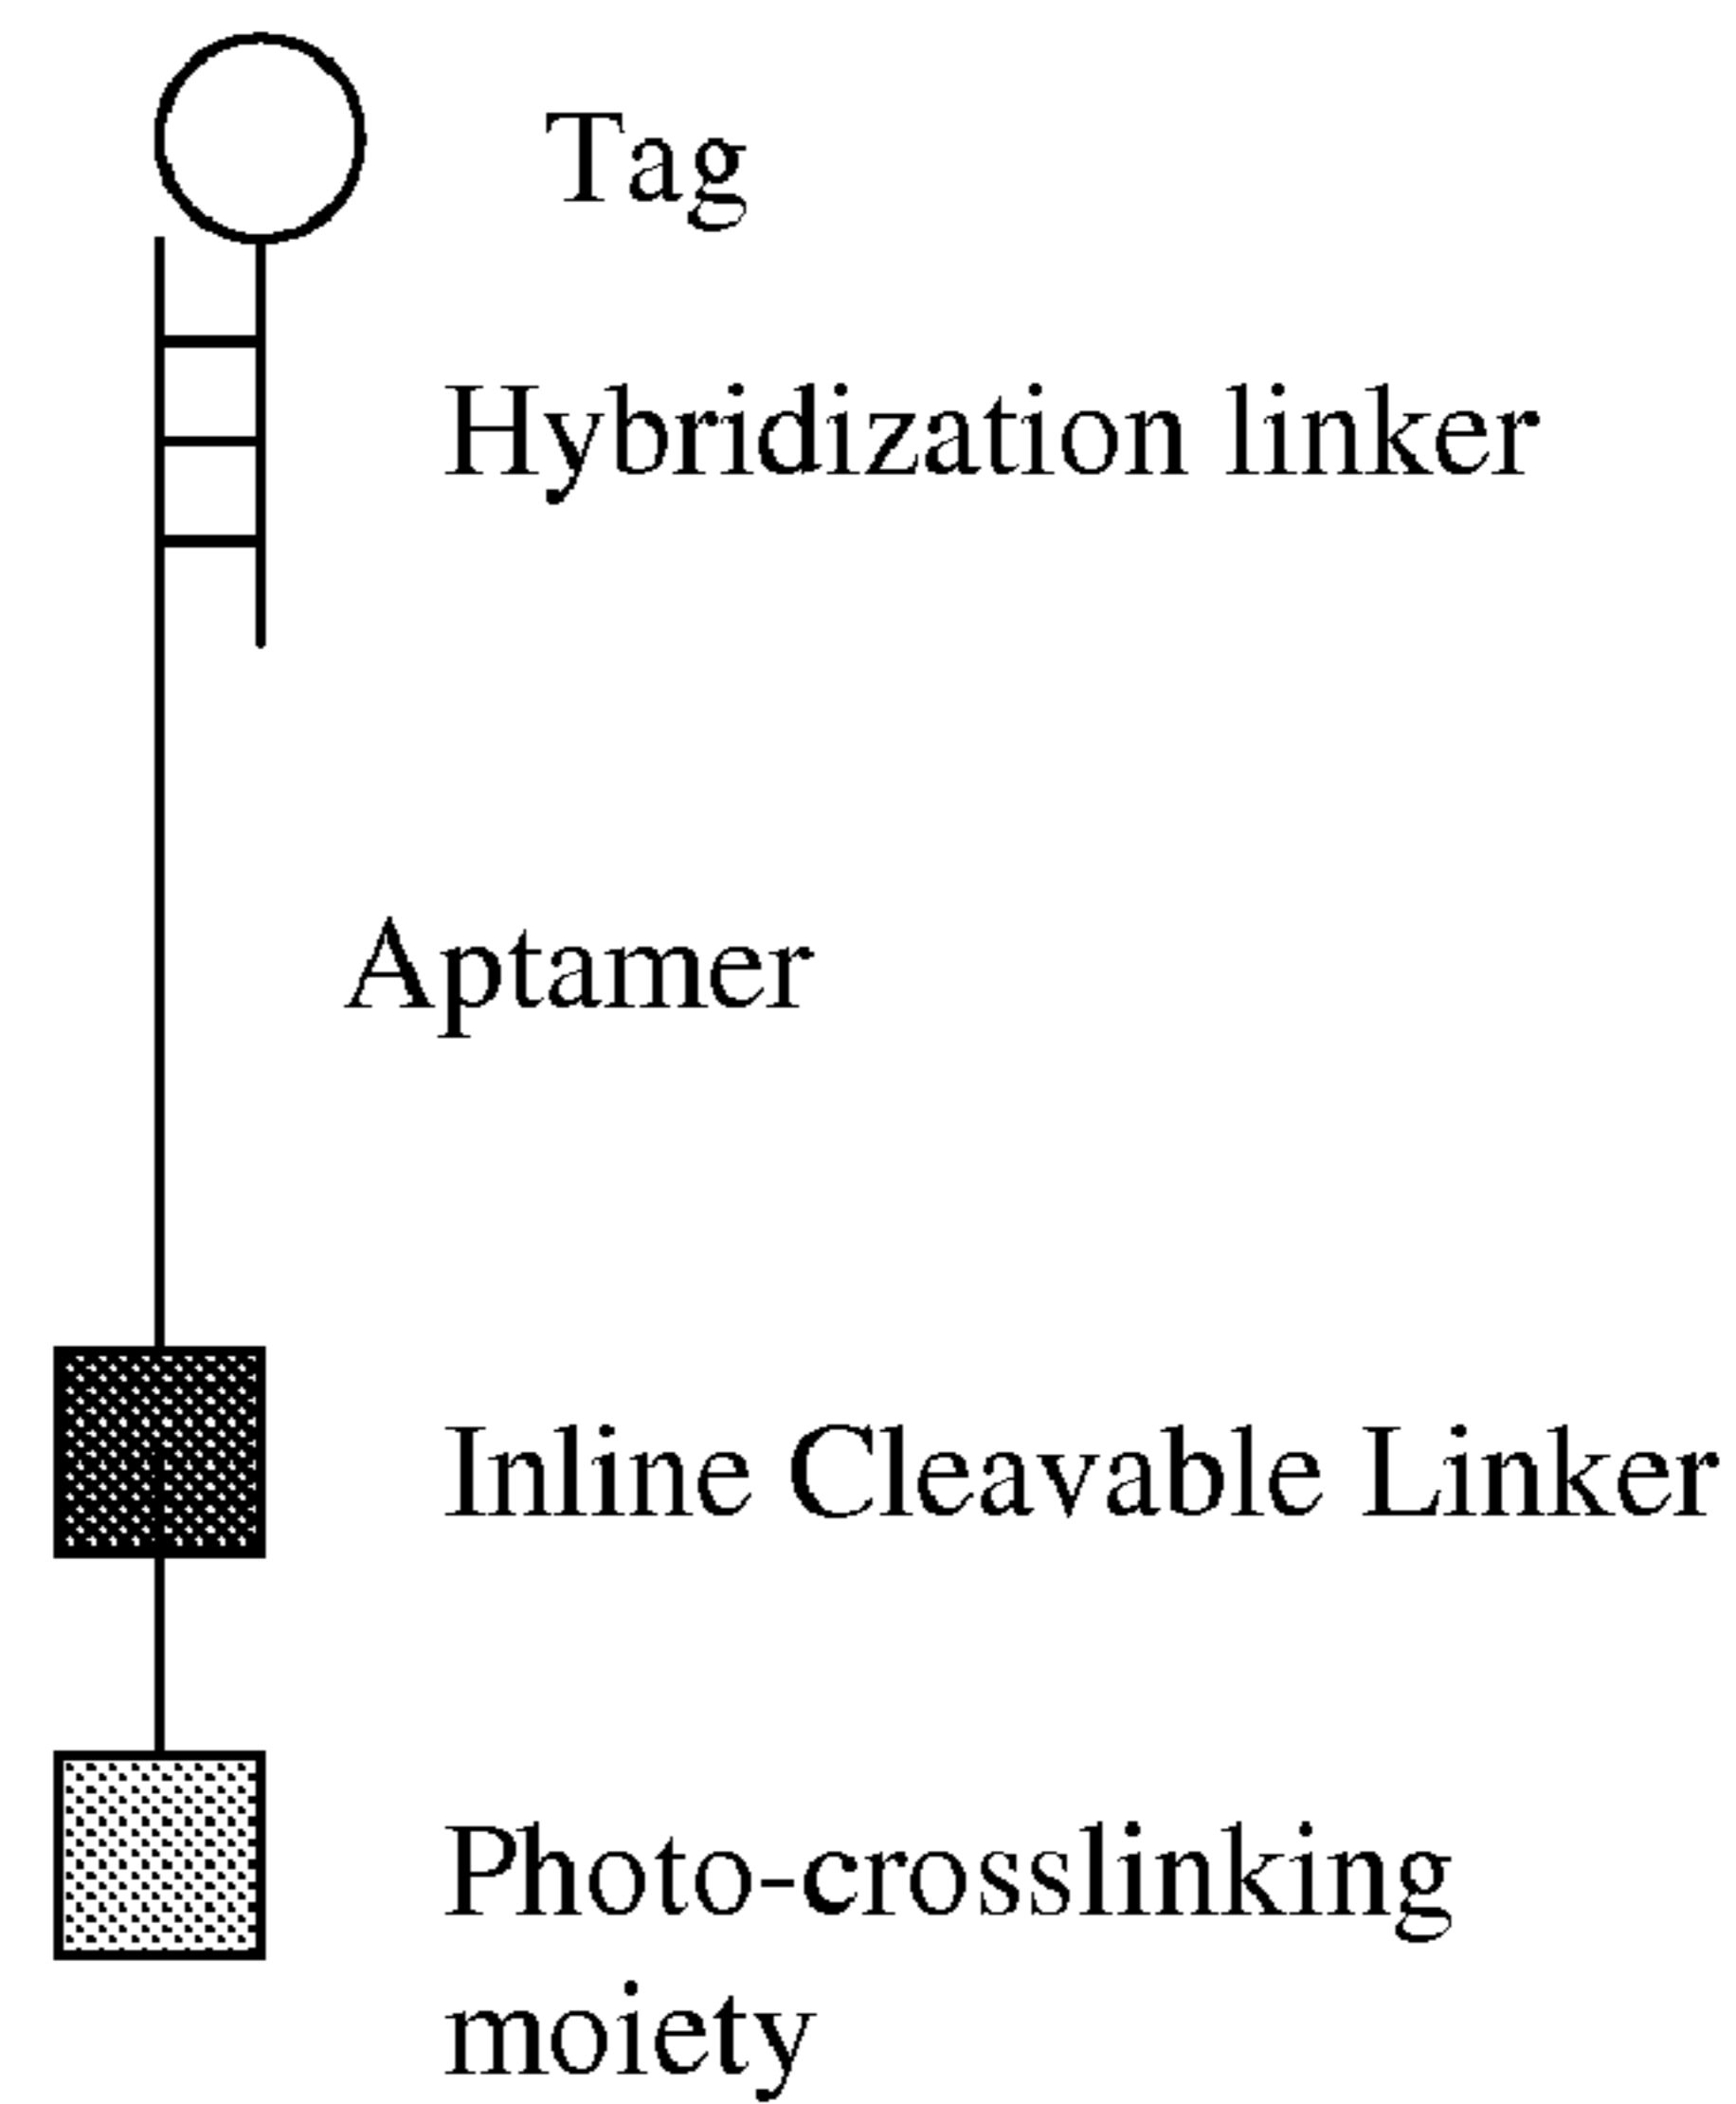 Tag
Hybridization linker
Aptamer
Inline Cleavable Linker
Photo-crosslinking
moiety